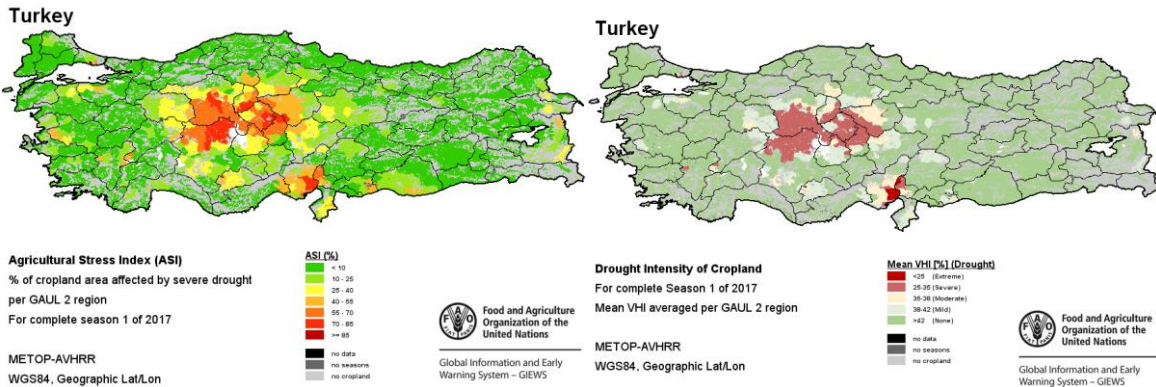 Turkey
Agricultural Stress Index (ASI)
% of cropland area affected by severe drought
per GAUL 2 region
For complete season 1 of 2017
METOP-AVHRR
WGS84, Geographic Lat/Lon
ASI (%)
< 10
10 - 25
25 - 40
40 - 55
55 - 70
70 - 85
>= 85
no data
no seasons
no cropland
FAO
FIAT PANIS
Food and Agriculture
Organization of the
United Nations
Global Information and Early
Warning System – GIEWS
Turkey
Drought Intensity of Cropland
For complete Season 1 of 2017
Mean VHI averaged per GAUL 2 region
METOP-AVHRR
WGS84, Geographic Lat/Lon
Mean VHI [%] (Drought)
<25 (Extreme)
25-35 (Severe)
35-38 (Moderate)
38-42 (Mild)
>42 (None)
no data
no seasons
no cropland
FAO
FIAT PANIS
Food and Agriculture
Organization of the
United Nations
Global Information and Early
Warning System – GIEWS